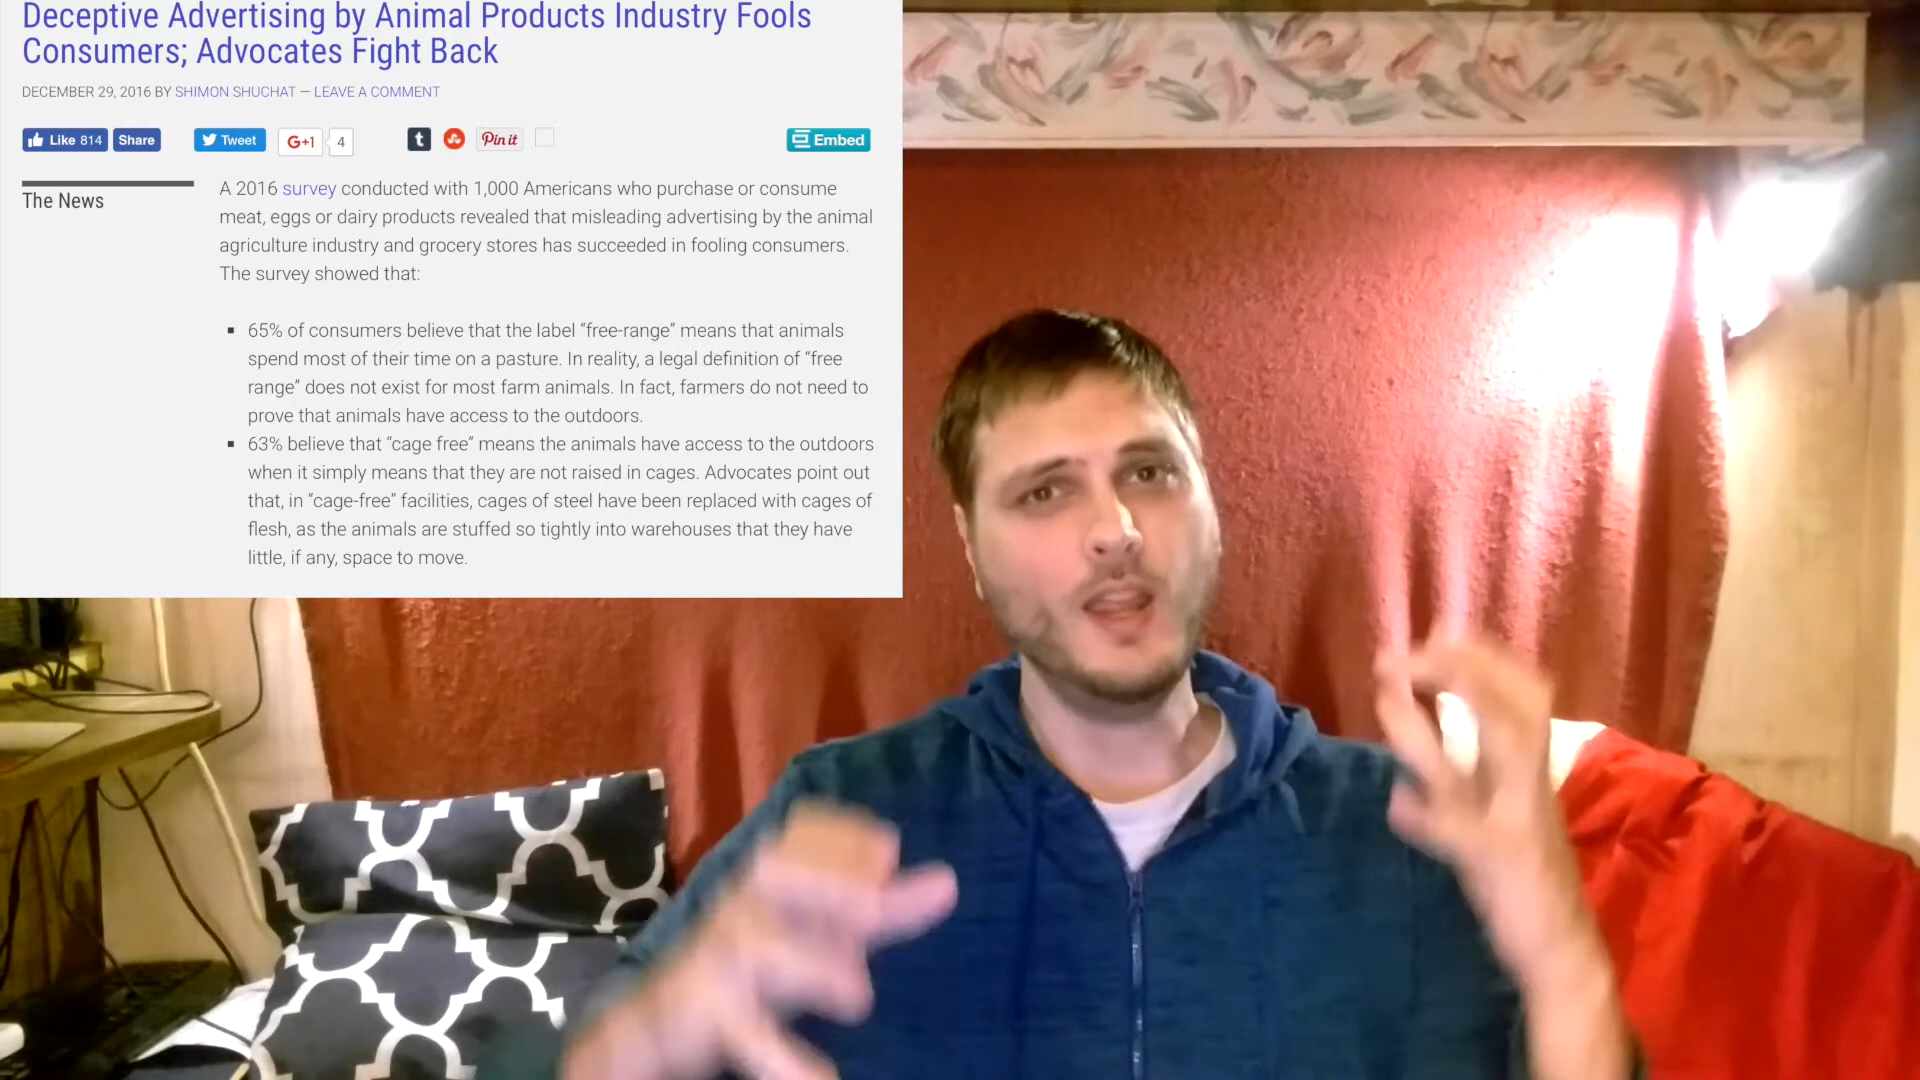 Deceptive Advertising by Animal Products Industry Fools
Consumers; Advocates Fight Back
DECEMBER 29, 2016 BY SHIMON SHUCHAT — LEAVE A COMMENT
Like 814 Share Tweet G+1 4 t Pin it Embed
The News
A 2016 survey conducted with 1,000 Americans who purchase or consume
meat, eggs or dairy products revealed that misleading advertising by the animal
agriculture industry and grocery stores has succeeded in fooling consumers.
The survey showed that:
▪ 65% of consumers believe that the label “free-range” means that animals
spend most of their time on a pasture. In reality, a legal definition of “free
range” does not exist for most farm animals. In fact, farmers do not need to
prove that animals have access to the outdoors.
▪ 63% believe that “cage free” means the animals have access to the outdoors
when it simply means that they are not raised in cages. Advocates point out
that, in “cage-free” facilities, cages of steel have been replaced with cages of
flesh, as the animals are stuffed so tightly into warehouses that they have
little, if any, space to move.